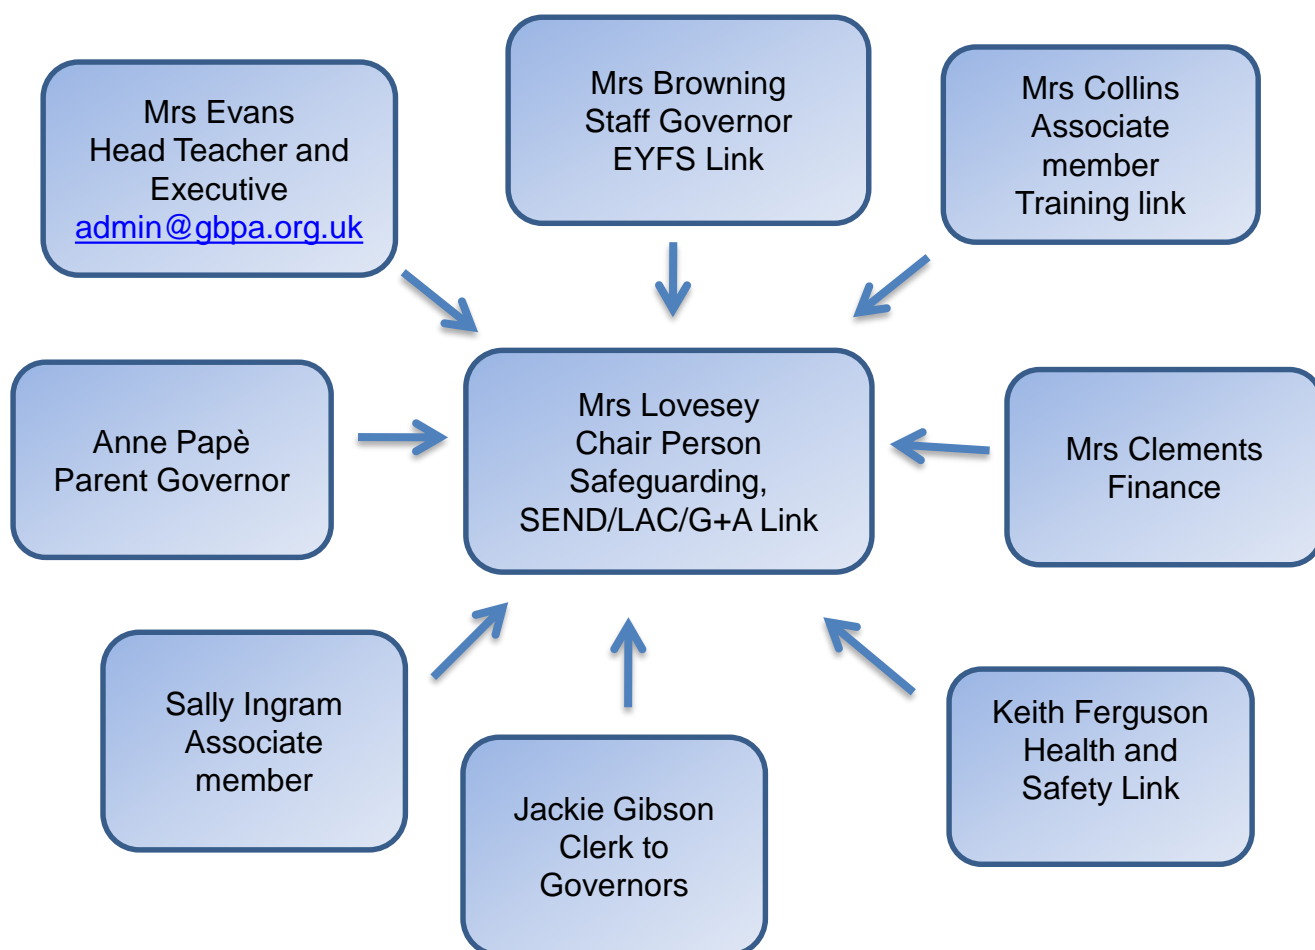 Mrs Evans
Head Teacher and
Executive
admin@gbpa.org.uk
Mrs Browning
Staff Governor
EYFS Link
Mrs Collins
Associate
member
Training link
Anne Papè
Parent Governor
Mrs Lovesey
Chair Person
Safeguarding,
SEND/LAC/G+A Link
Mrs Clements
Finance
Sally Ingram
Associate
member
Jackie Gibson
Clerk to
Governors
Keith Ferguson
Health and
Safety Link